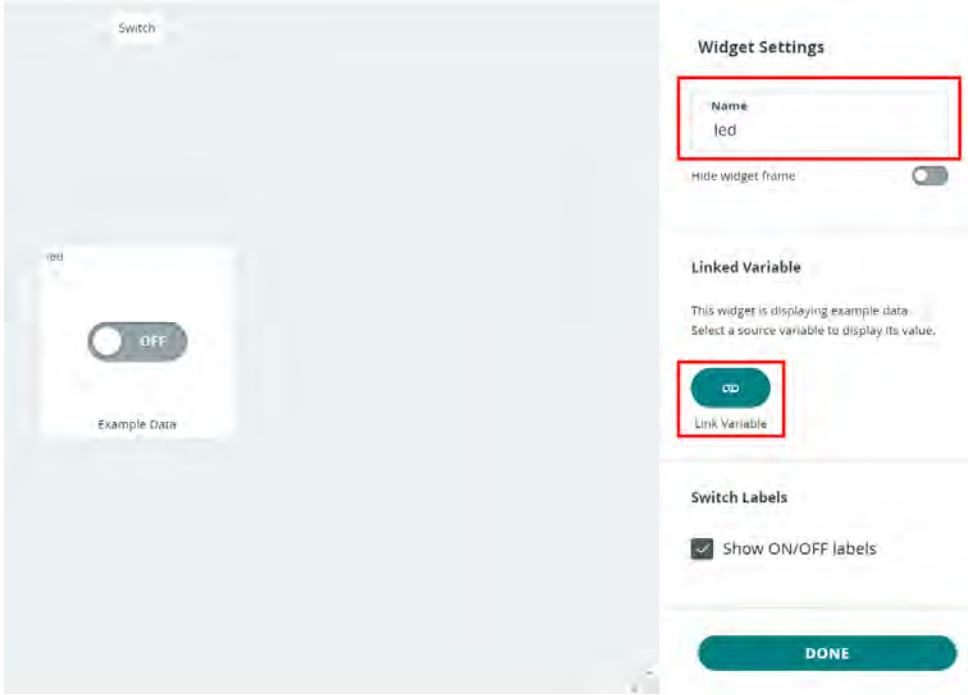 Switch
led
OFF
Example Data
Widget Settings
Name
led
Hide widget frame
Linked Variable
This widget is displaying example data.
Select a source variable to display its value.
Link Variable
Switch Labels
Show ON/OFF labels
DONE